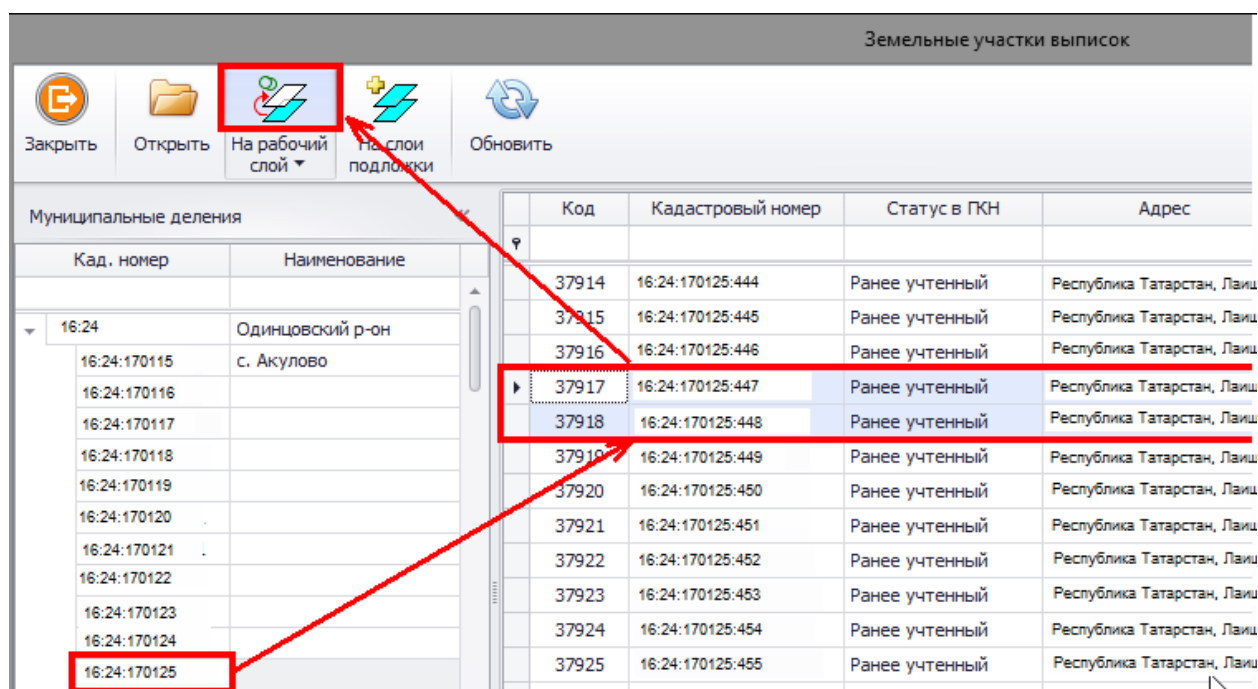 Земельные участки выписок
Закрыть Открыть На рабочий слой На слои подложки Обновить
Муниципальные деления
Кад. номер Наименование
16:24 Одинцовский р-он
16:24:170115 с. Акулово
16:24:170116
16:24:170117
16:24:170118
16:24:170119
16:24:170120
16:24:170121
16:24:170122
16:24:170123
16:24:170124
16:24:170125
Код Кадастровый номер Статус в ГКН Адрес
37914 16:24:170125:444 Ранее учтенный Республика Татарстан, Лаиш
37915 16:24:170125:445 Ранее учтенный Республика Татарстан, Лаиш
37916 16:24:170125:446 Ранее учтенный Республика Татарстан, Лаиш
37917 16:24:170125:447 Ранее учтенный Республика Татарстан, Лаиш
37918 16:24:170125:448 Ранее учтенный Республика Татарстан, Лаиш
37919 16:24:170125:449 Ранее учтенный Республика Татарстан, Лаиш
37920 16:24:170125:450 Ранее учтенный Республика Татарстан, Лаиш
37921 16:24:170125:451 Ранее учтенный Республика Татарстан, Лаиш
37922 16:24:170125:452 Ранее учтенный Республика Татарстан, Лаиш
37923 16:24:170125:453 Ранее учтенный Республика Татарстан, Лаиш
37924 16:24:170125:454 Ранее учтенный Республика Татарстан, Лаиш
37925 16:24:170125:455 Ранее учтенный Республика Татарстан, Лаиш